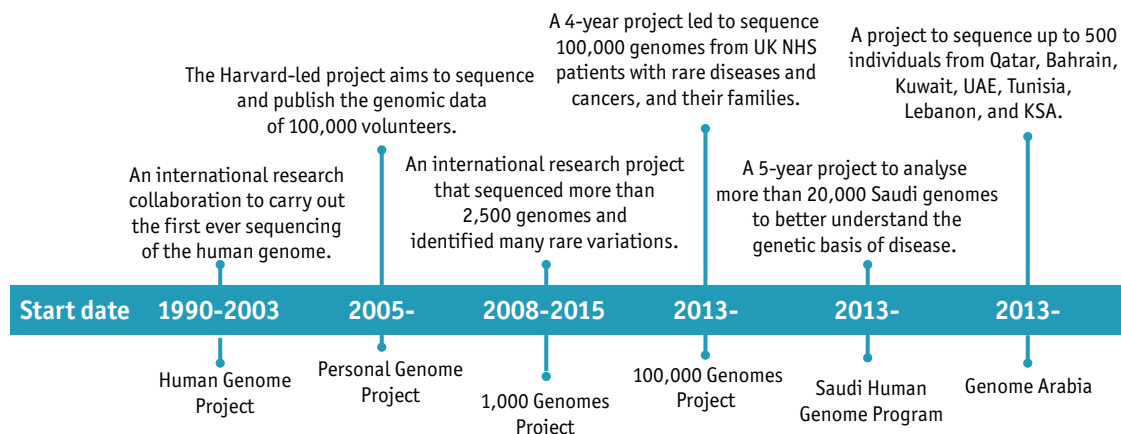 An international research
collaboration to carry out
the first ever sequencing
of the human genome.
The Harvard-led project aims to sequence
and publish the genomic data
of 100,000 volunteers.
An international research project
that sequenced more than
2,500 genomes and
identified many rare variations.
A 4-year project led to sequence
100,000 genomes from UK NHS
patients with rare diseases and
cancers, and their families.
A 5-year project to analyse
more than 20,000 Saudi genomes
to better understand the
genetic basis of disease.
A project to sequence up to 500
individuals from Qatar, Bahrain,
Kuwait, UAE, Tunisia,
Lebanon, and KSA.
Start date 1990-2003 2005- 2008-2015 2013- 2013- 2013-
Human Genome
Project
Personal Genome
Project
1,000 Genomes
Project
100,000 Genomes
Project
Saudi Human
Genome Program
Genome Arabia